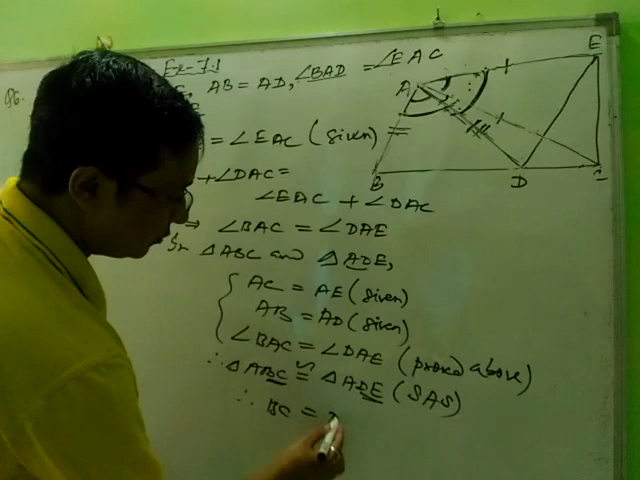 Ex-7.1
Q6.
AB = AD, ∠BAD = ∠EAC
= ∠EAC (Given) =
+ ∠DAC =
∠EAC + ∠DAC
⇒ ∠BAC = ∠DAE
In △ABC and △ADE,
AC = AE (Given)
AB = AD (Given)
∠BAC = ∠DAE (proved above)
∴ △ABC ≅ △ADE (SAS)
∴ BC =
E
A
B
D
C